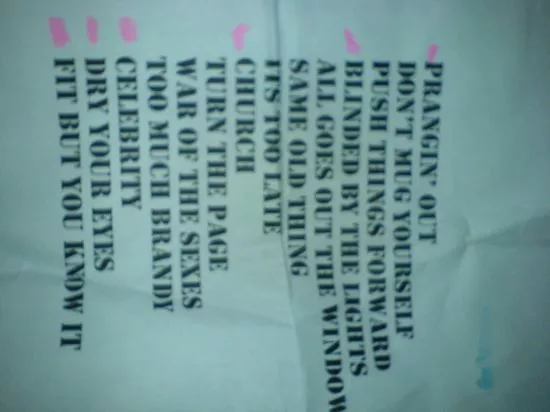 PRANGIN' OUT
DON'T MUG YOURSELF
PUSH THINGS FORWARD
BLINDED BY THE LIGHTS
ALL GOES OUT THE WINDOW
SAME OLD THING
ITS TOO LATE
CHURCH
TURN THE PAGE
WAR OF THE SEXES
TOO MUCH BRANDY
CELEBRITY
DRY YOUR EYES
FIT BUT YOU KNOW IT